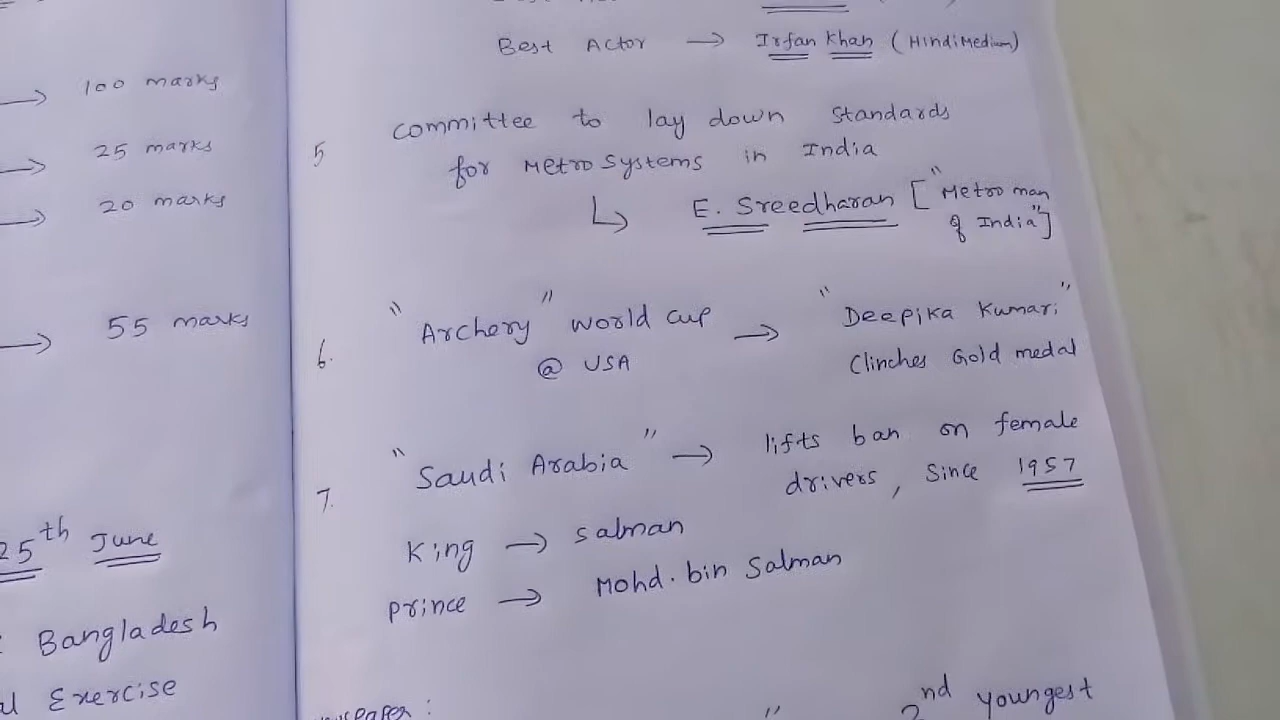 100 marks
25 marks
20 marks
55 marks
25th June
Bangladesh
Exercise
Best Actor → Irfan Khan (Hindi Medium)
5 Committee to lay down Standards
for Metro Systems in India
↳ E. Sreedharan ["Metro man
of India"]
6. "Archery" World Cup → "Deepika Kumari"
@ USA Clinches Gold medal
7. "Saudi Arabia" → lifts ban on female
drivers, Since 1957
King → Salman
Prince → Mohd. bin Salman
2nd youngest